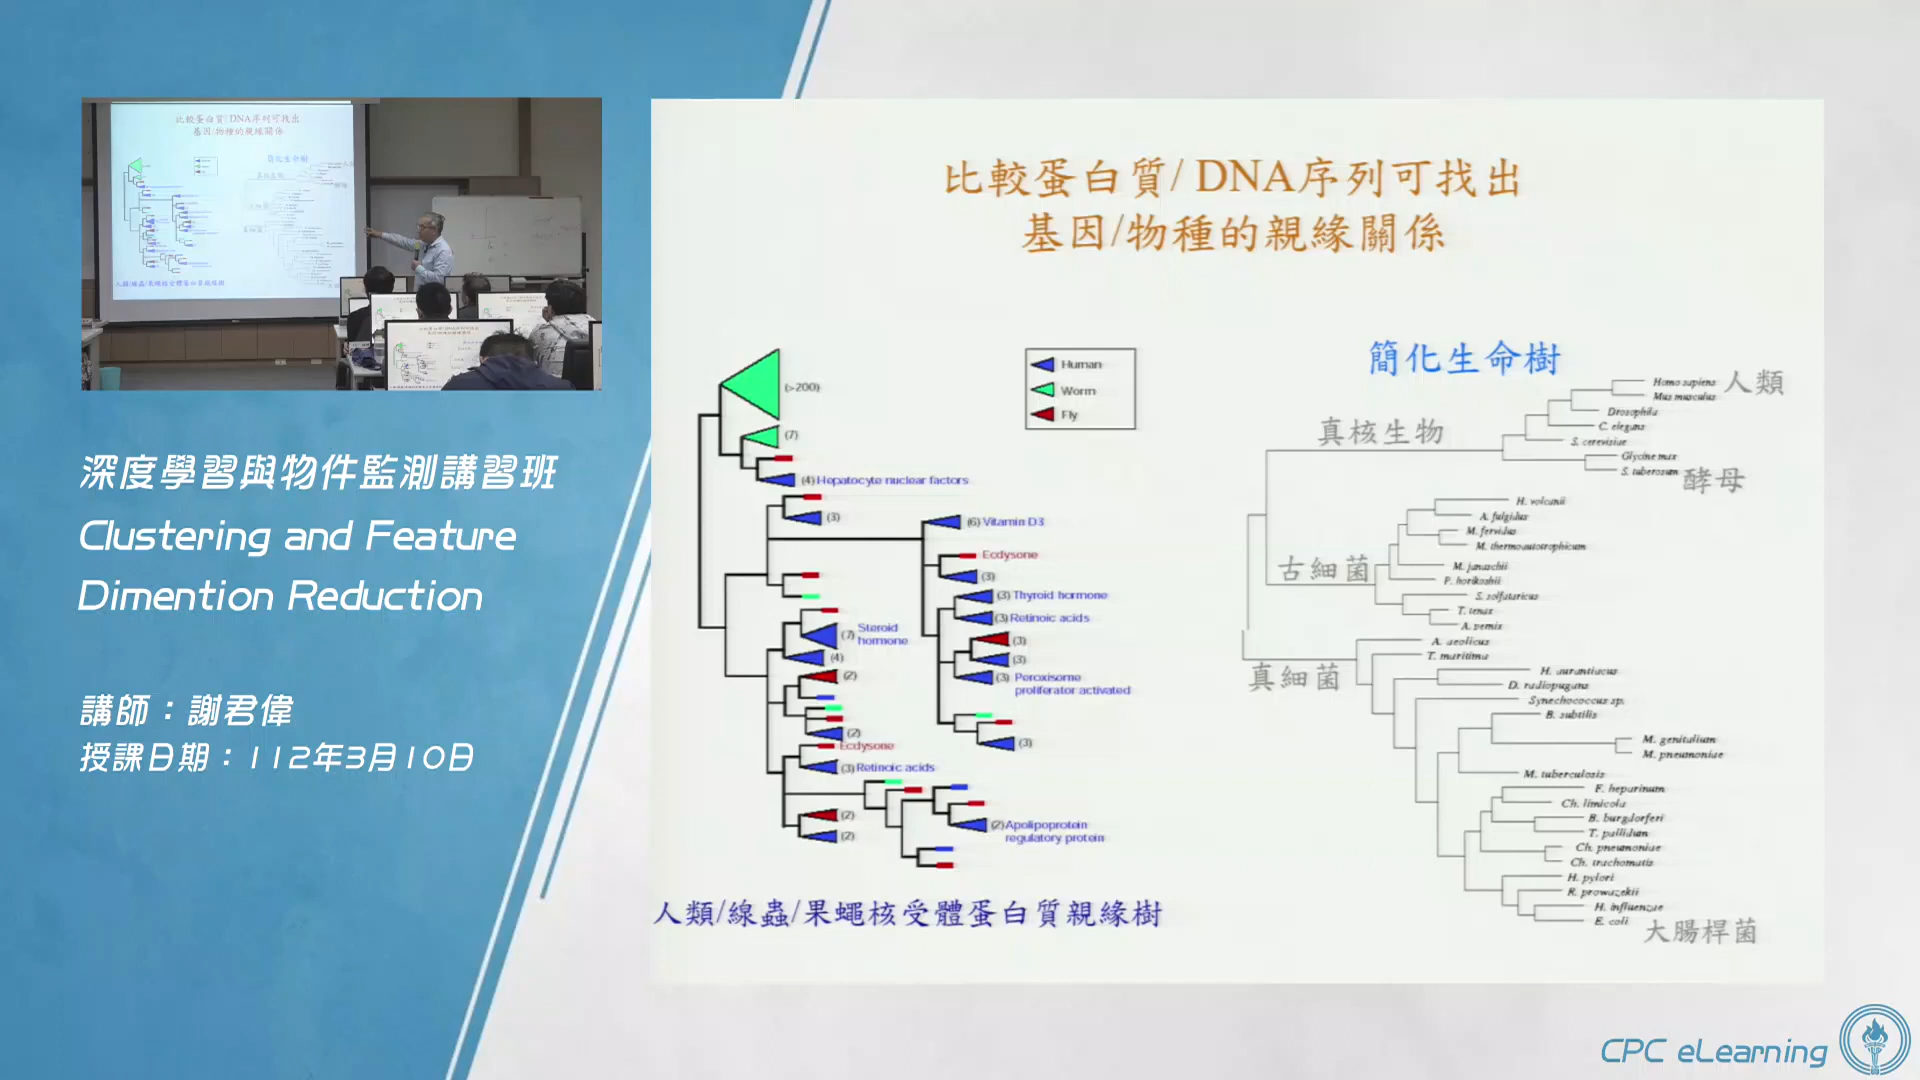 深度學習與物件監測講習班
Clustering and Feature
Dimention Reduction
講師：謝君偉
授課日期：112年3月10日
比較蛋白質/ DNA序列可找出
基因/物種的親緣關係
(>200)
(7)
(4) Hepatocyte nuclear factors
(3)
Human
Worm
Fly
(6) Vitamin D3
Ecdysone
(3)
(3) Thyroid hormone
(3) Retinoic acids
(3)
(3)
(3) Peroxisome
proliferator activated
(3)
(7) Steroid
hormone
(4)
(2)
(2)
Ecdysone
(3) Retinoic acids
(2)
(2)
(2) Apolipoprotein
regulatory protein
人類/線蟲/果蠅核受體蛋白質親緣樹
簡化生命樹
真核生物
Homo sapiens 人類
Mus musculus
Drosophila
C. elegans
S. cerevisiae
Glycine max
S. tuberosum 酵母
古細菌
H. volcanii
A. fulgidus
M. fervidus
M. thermoautotrophicum
M. janaschii
P. horikoshii
S. solfataricus
T. tenax
A. pernix
真細菌
A. aeolicus
T. maritima
H. aurantiacus
D. radiopugans
Synechococcus sp.
B. subtilis
M. genitalium
M. pneumoniae
M. tuberculosis
F. heparinum
Ch. limicola
B. burgdorferi
T. pallidum
Ch. pneumoniae
Ch. trachomatis
H. pylori
R. prowazekii
H. influenzae
E. coli 大腸桿菌
CPC eLearning